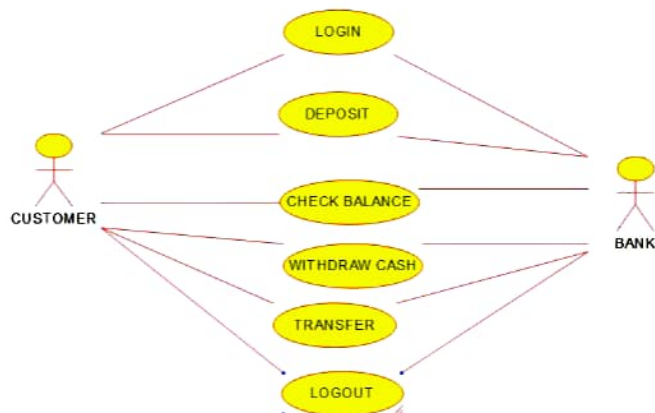 LOGIN
DEPOSIT
CHECK BALANCE
CUSTOMER
BANK
WITHDRAW CASH
TRANSFER
LOGOUT